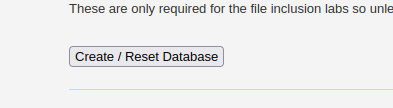 These are only required for the file inclusion labs so unle
Create / Reset Database